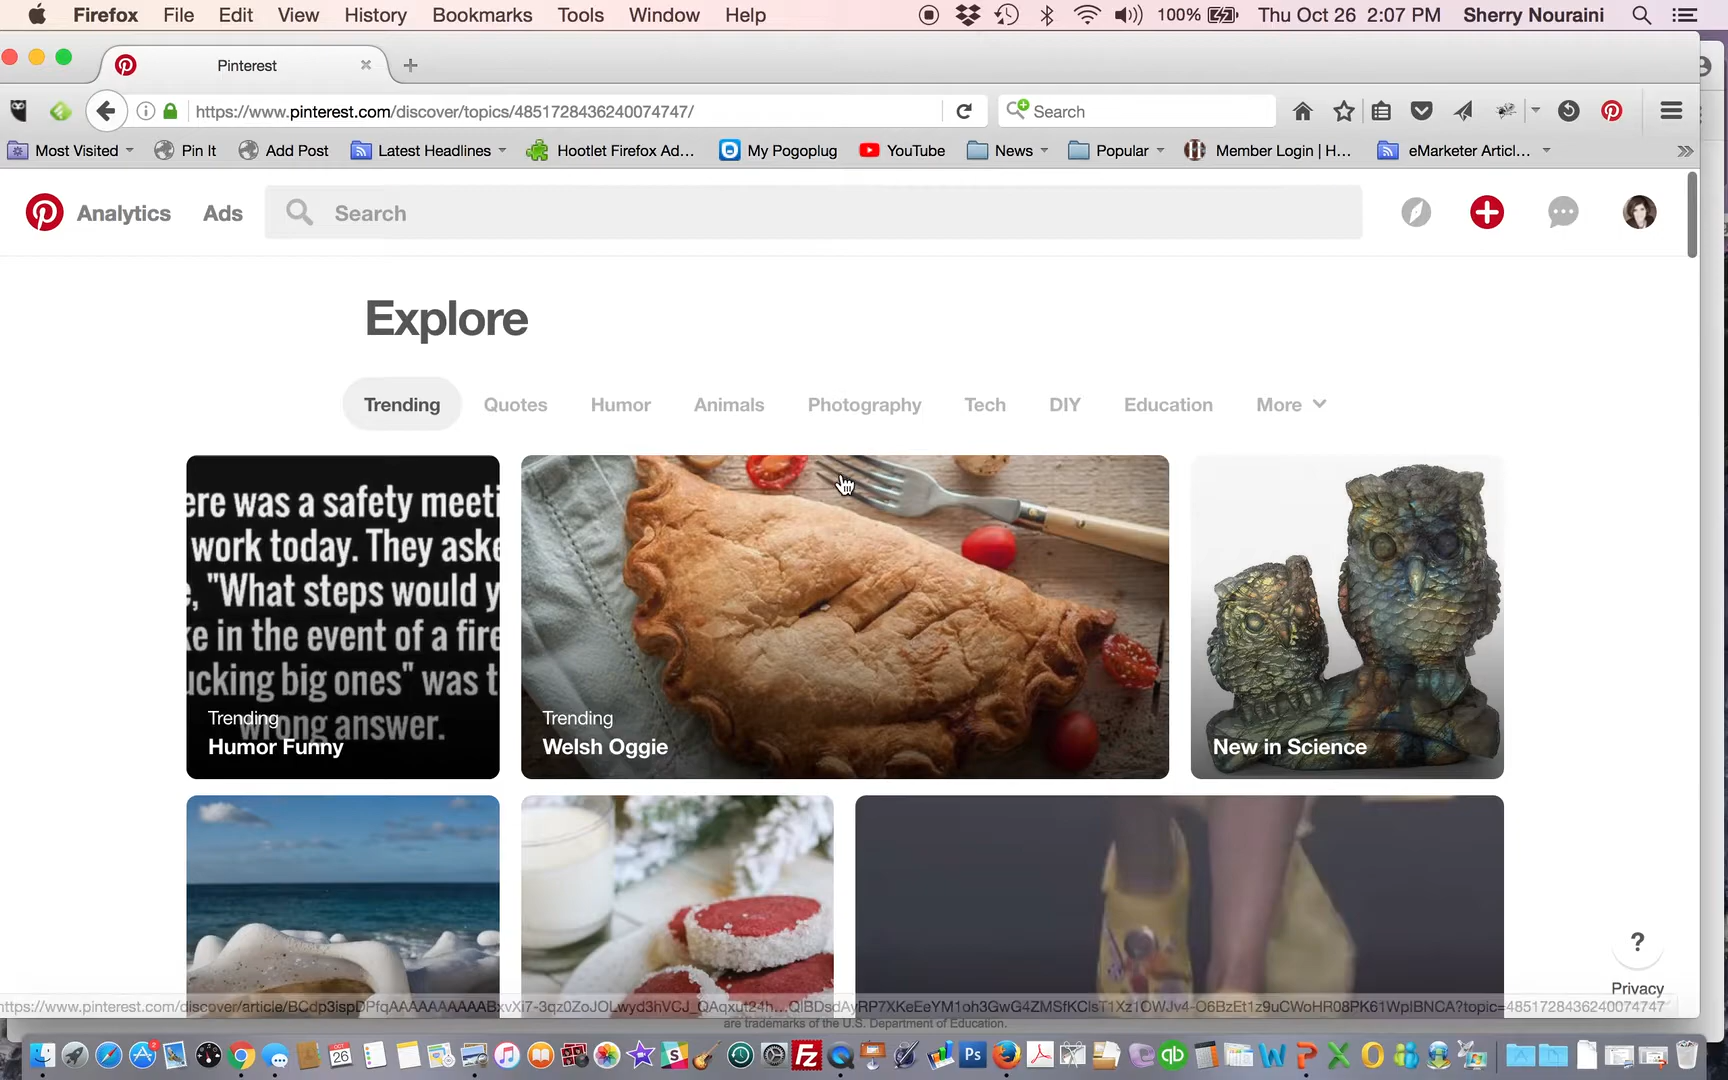 Firefox File Edit View History Bookmarks Tools Window Help 100% Thu Oct 26 2:07 PM Sherry Nouraini
Pinterest
https://www.pinterest.com/discover/topics/4851728436240074747/ Search
Most Visited Pin It Add Post Latest Headlines Hootlet Firefox Ad... My Pogoplug YouTube News Popular Member Login | H... eMarketer Articl...
Analytics Ads Search
Explore
Trending Quotes Humor Animals Photography Tech DIY Education More
ere was a safety meeti
work today. They aske
, "What steps would y
ke in the event of a fire
ucking big ones" was t
wrong answer.
Trending
Humor Funny
Trending
Welsh Oggie
New in Science
?
Privacy
are trademarks of the U.S. Department of Education.